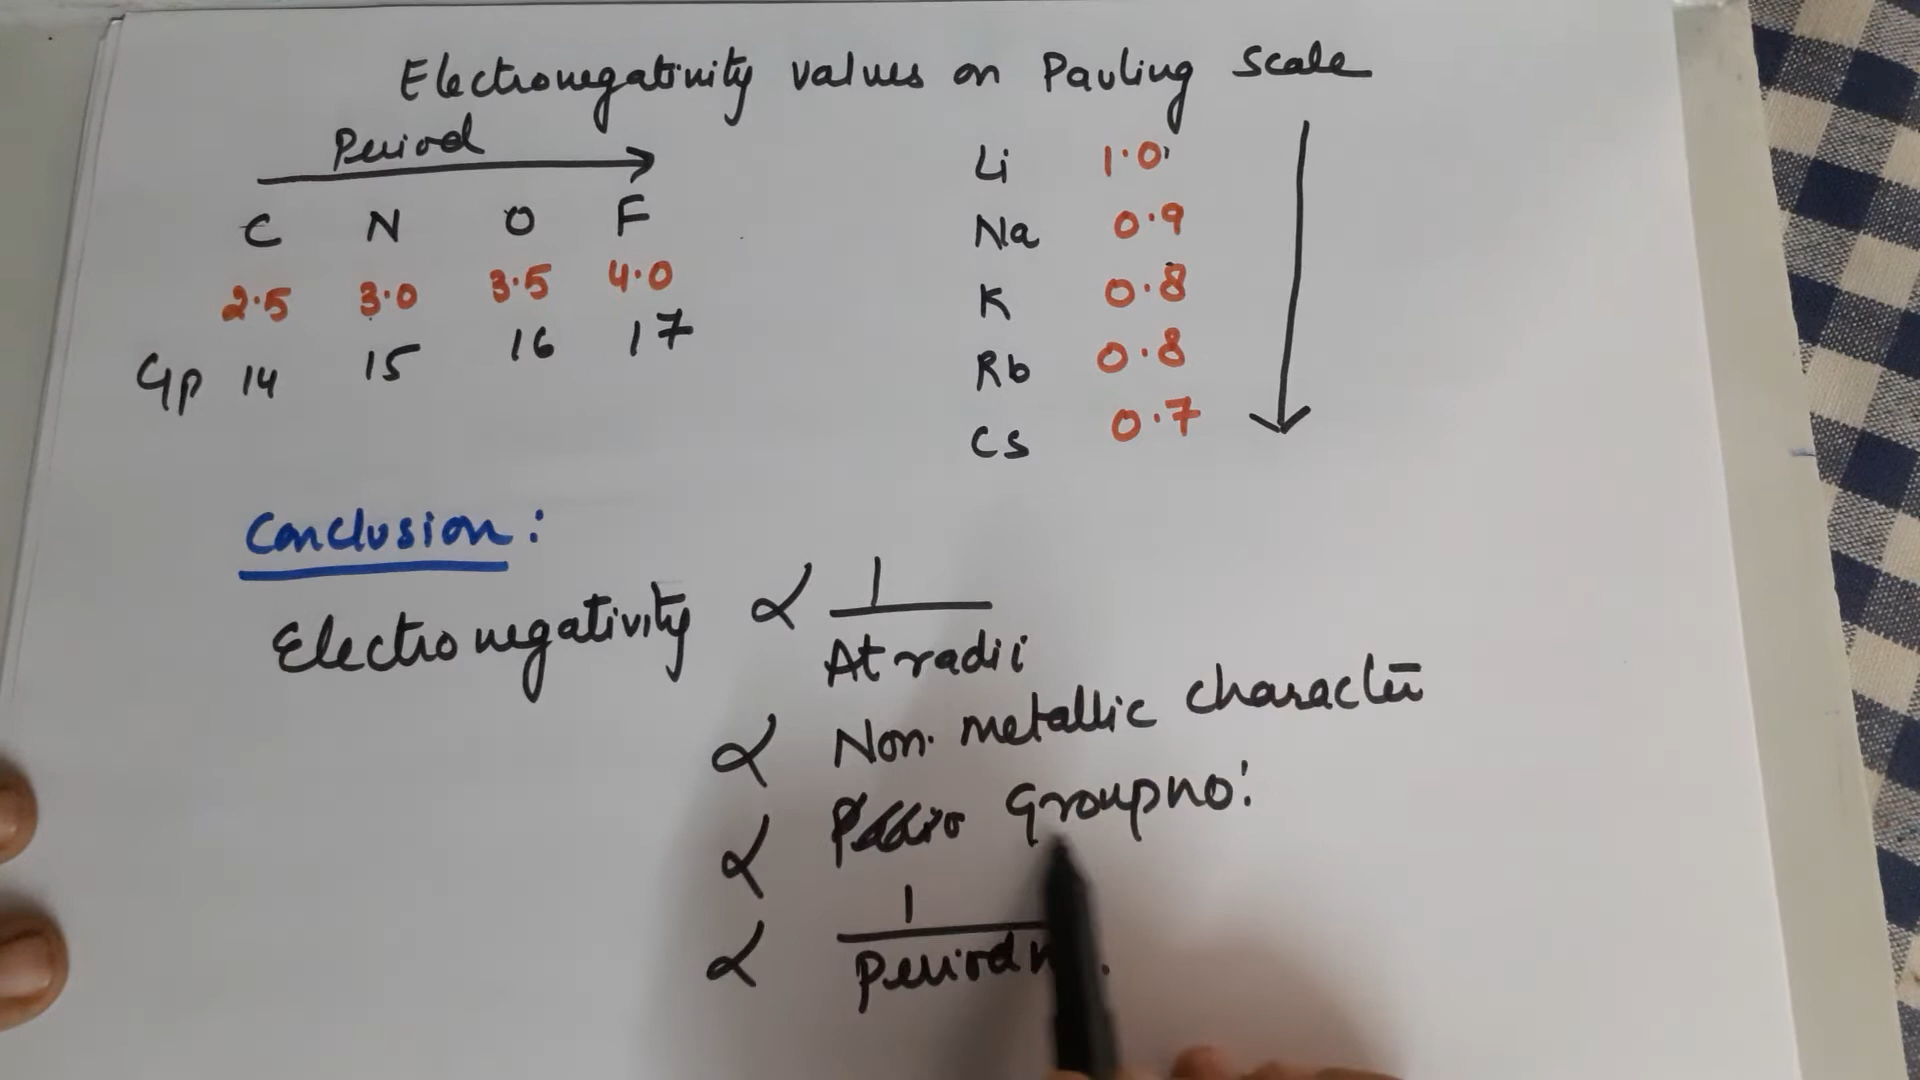 Electronegativity values on Pauling Scale
Period
C N O F
2.5 3.0 3.5 4.0
Gp 14 15 16 17
Li 1.0
Na 0.9
K 0.8
Rb 0.8
Cs 0.7
Conclusion:
Electronegativity ∝ 1
At radii
∝ Non metallic character
∝ Group no:
∝ 1
Period